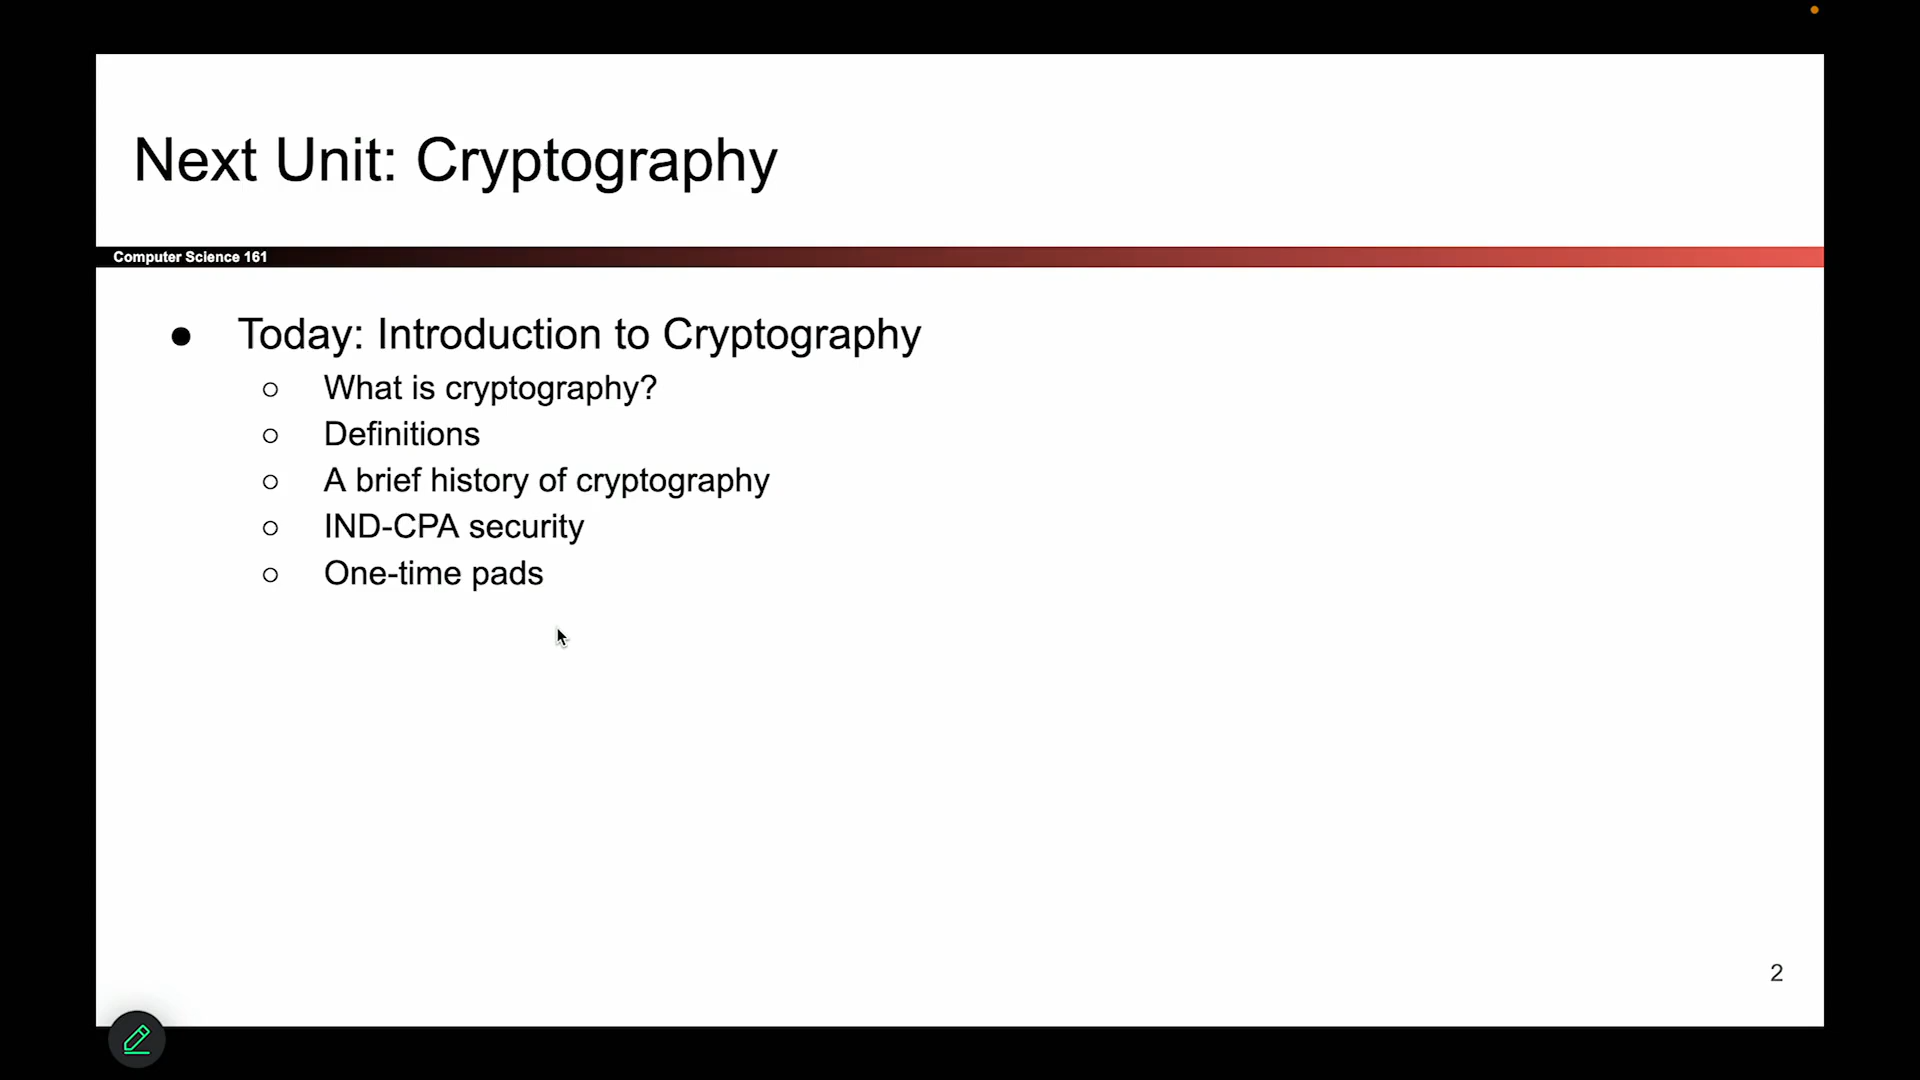 Next Unit: Cryptography
Computer Science 161
● Today: Introduction to Cryptography
○ What is cryptography?
○ Definitions
○ A brief history of cryptography
○ IND-CPA security
○ One-time pads
2